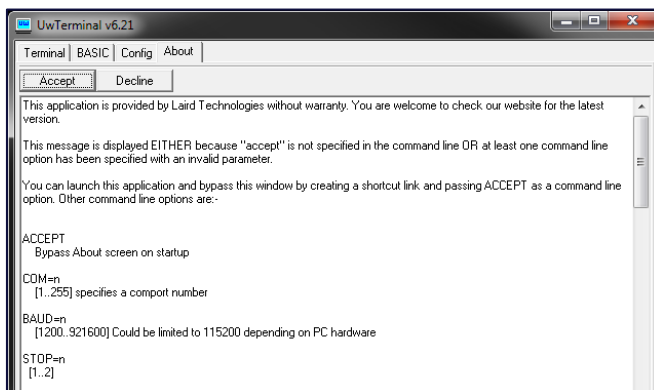 UwTerminal v6.21
Terminal BASIC Config About
Accept Decline
This application is provided by Laird Technologies without warranty. You are welcome to check our website for the latest
version.
This message is displayed EITHER because "accept" is not specified in the command line OR at least one command line
option has been specified with an invalid parameter.
You can launch this application and bypass this window by creating a shortcut link and passing ACCEPT as a command line
option. Other command line options are:-
ACCEPT
Bypass About screen on startup
COM=n
[1..255] specifies a comport number
BAUD=n
[1200..921600] Could be limited to 115200 depending on PC hardware
STOP=n
[1..2]